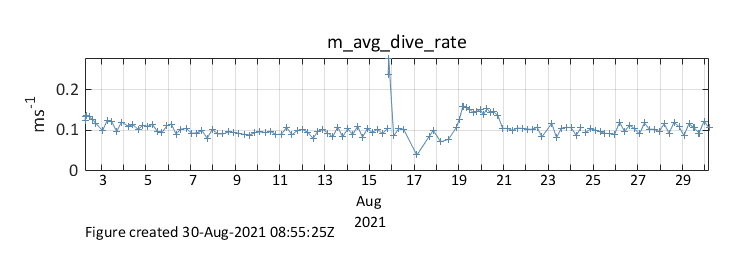 m_avg_dive_rate
ms-1
0.2
0.1
0
3 5 7 9 11 13 15 17 19 21 23 25 27 29
Aug
2021
Figure created 30-Aug-2021 08:55:25Z